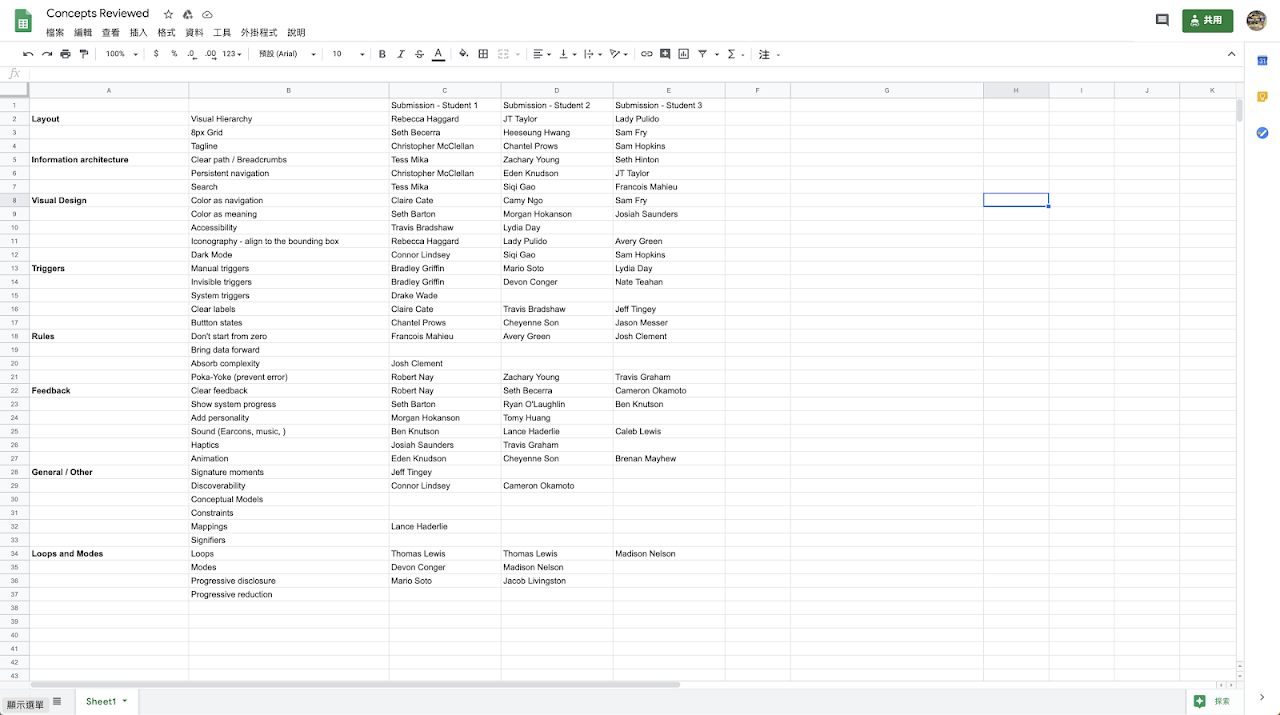 Concepts Reviewed
檔案 編輯 查看 插入 格式 資料 工具 外掛程式 說明
共用
100% $ % .0 .00 123 預設 (Arial) 10 B I S A Σ 注
31
fx
A B C D E F G H I J K
1 Submission - Student 1 Submission - Student 2 Submission - Student 3
2 Layout Visual Hierarchy Rebecca Haggard JT Taylor Lady Pulido
3 8px Grid Seth Becerra Heeseung Hwang Sam Fry
4 Tagline Christopher McClellan Chantel Prows Sam Hopkins
5 Information architecture Clear path / Breadcrumbs Tess Mika Zachary Young Seth Hinton
6 Persistent navigation Christopher McClellan Eden Knudson JT Taylor
7 Search Tess Mika Siqi Gao Francois Mahieu
8 Visual Design Color as navigation Claire Cate Camy Ngo Sam Fry
9 Color as meaning Seth Barton Morgan Hokanson Josiah Saunders
10 Accessibility Travis Bradshaw Lydia Day
11 Iconography - align to the bounding box Rebecca Haggard Lady Pulido Avery Green
12 Dark Mode Connor Lindsey Siqi Gao Sam Hopkins
13 Triggers Manual triggers Bradley Griffin Mario Soto Lydia Day
14 Invisible triggers Bradley Griffin Devon Conger Nate Teahan
15 System triggers Drake Wade
16 Clear labels Claire Cate Travis Bradshaw Jeff Tingey
17 Buttton states Chantel Prows Cheyenne Son Jason Messer
18 Rules Don't start from zero Francois Mahieu Avery Green Josh Clement
19 Bring data forward
20 Absorb complexity Josh Clement
21 Poka-Yoke (prevent error) Robert Nay Zachary Young Travis Graham
22 Feedback Clear feedback Robert Nay Seth Becerra Cameron Okamoto
23 Show system progress Seth Barton Ryan O'Laughlin Ben Knutson
24 Add personality Morgan Hokanson Tomy Huang
25 Sound (Earcons, music, ) Ben Knutson Lance Haderlie Caleb Lewis
26 Haptics Josiah Saunders Travis Graham
27 Animation Eden Knudson Cheyenne Son Brenan Mayhew
28 General / Other Signature moments Jeff Tingey
29 Discoverability Connor Lindsey Cameron Okamoto
30 Conceptual Models
31 Constraints
32 Mappings Lance Haderlie
33 Signifiers
34 Loops and Modes Loops Thomas Lewis Thomas Lewis Madison Nelson
35 Modes Devon Conger Madison Nelson
36 Progressive disclosure Mario Soto Jacob Livingston
37 Progressive reduction
38
39
40
41
42
43
顯示選單 Sheet1 探索